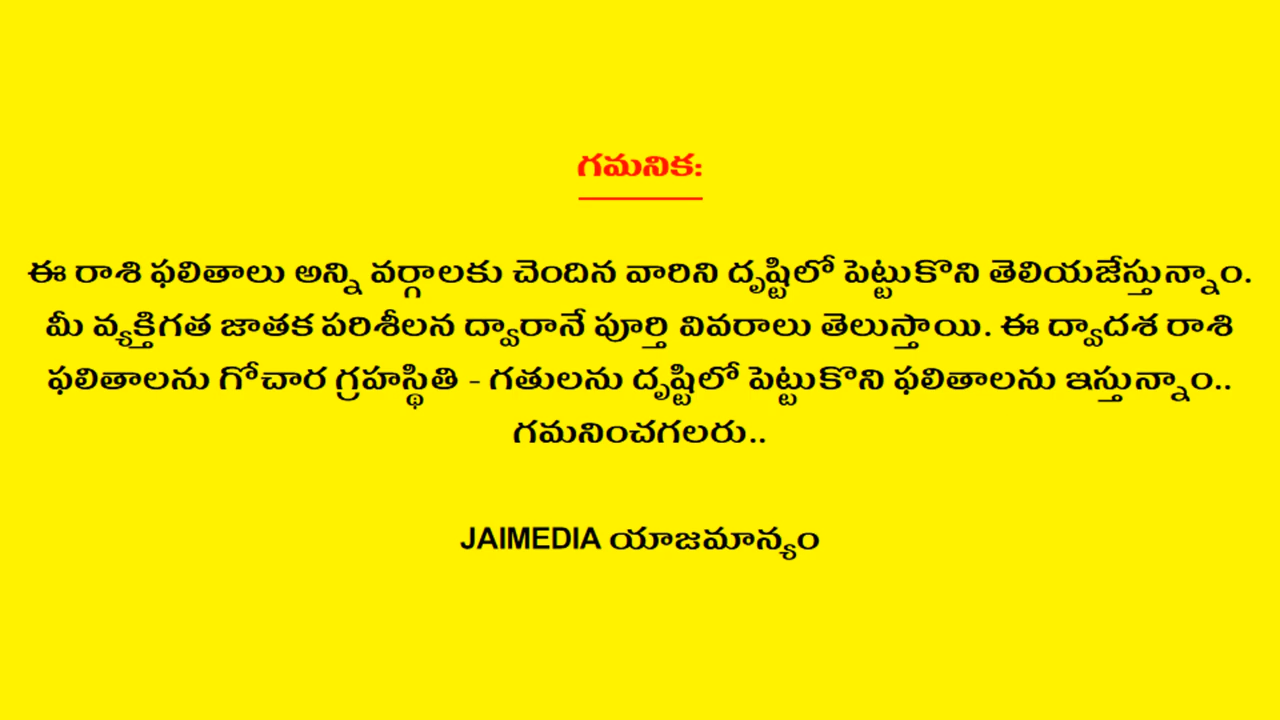 గమనిక:
ఈ రాశి ఫలితాలు అన్ని వర్గాలకు చెందిన వారిని దృష్టిలో పెట్టుకొని తెలియజేస్తున్నాం.
మీ వ్యక్తిగత జాతక పరిశీలన ద్వారానే పూర్తి వివరాలు తెలుస్తాయి. ఈ ద్వాదశ రాశి
ఫలితాలను గోచార గ్రహస్థితి - గతులను దృష్టిలో పెట్టుకొని ఫలితాలను ఇస్తున్నాం..
గమనించగలరు..
JAIMEDIA యాజమాన్యం